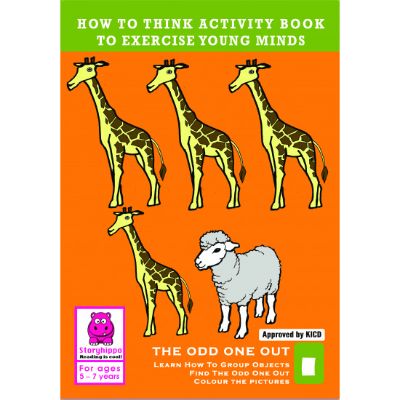 HOW TO THINK ACTIVITY BOOK
TO EXERCISE YOUNG MINDS
Approved by KICD
Storyhippo
Reading is cool!
For ages
5 - 7 years
THE ODD ONE OUT
LEARN HOW TO GROUP OBJECTS
FIND THE ODD ONE OUT
COLOUR THE PICTURES